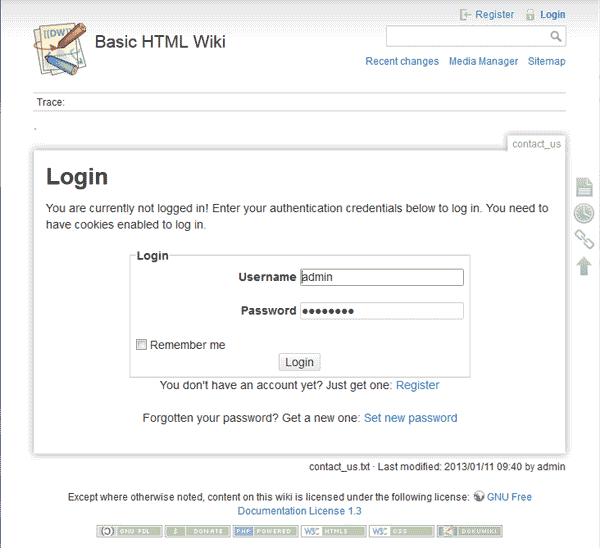 Register Login
[[DW]]
Basic HTML Wiki
Recent changes Media Manager Sitemap
Trace:
contact_us
Login
You are currently not logged in! Enter your authentication credentials below to log in. You need to
have cookies enabled to log in.
Login
Username admin
Password ●●●●●●●●
Remember me
Login
You don't have an account yet? Just get one: Register
Forgotten your password? Get a new one: Set new password
contact_us.txt · Last modified: 2013/01/11 09:40 by admin
Except where otherwise noted, content on this wiki is licensed under the following license: GNU Free
Documentation License 1.3
GNU FDL $ DONATE PHP POWERED W3C HTML5 W3C CSS DOKUWIKI